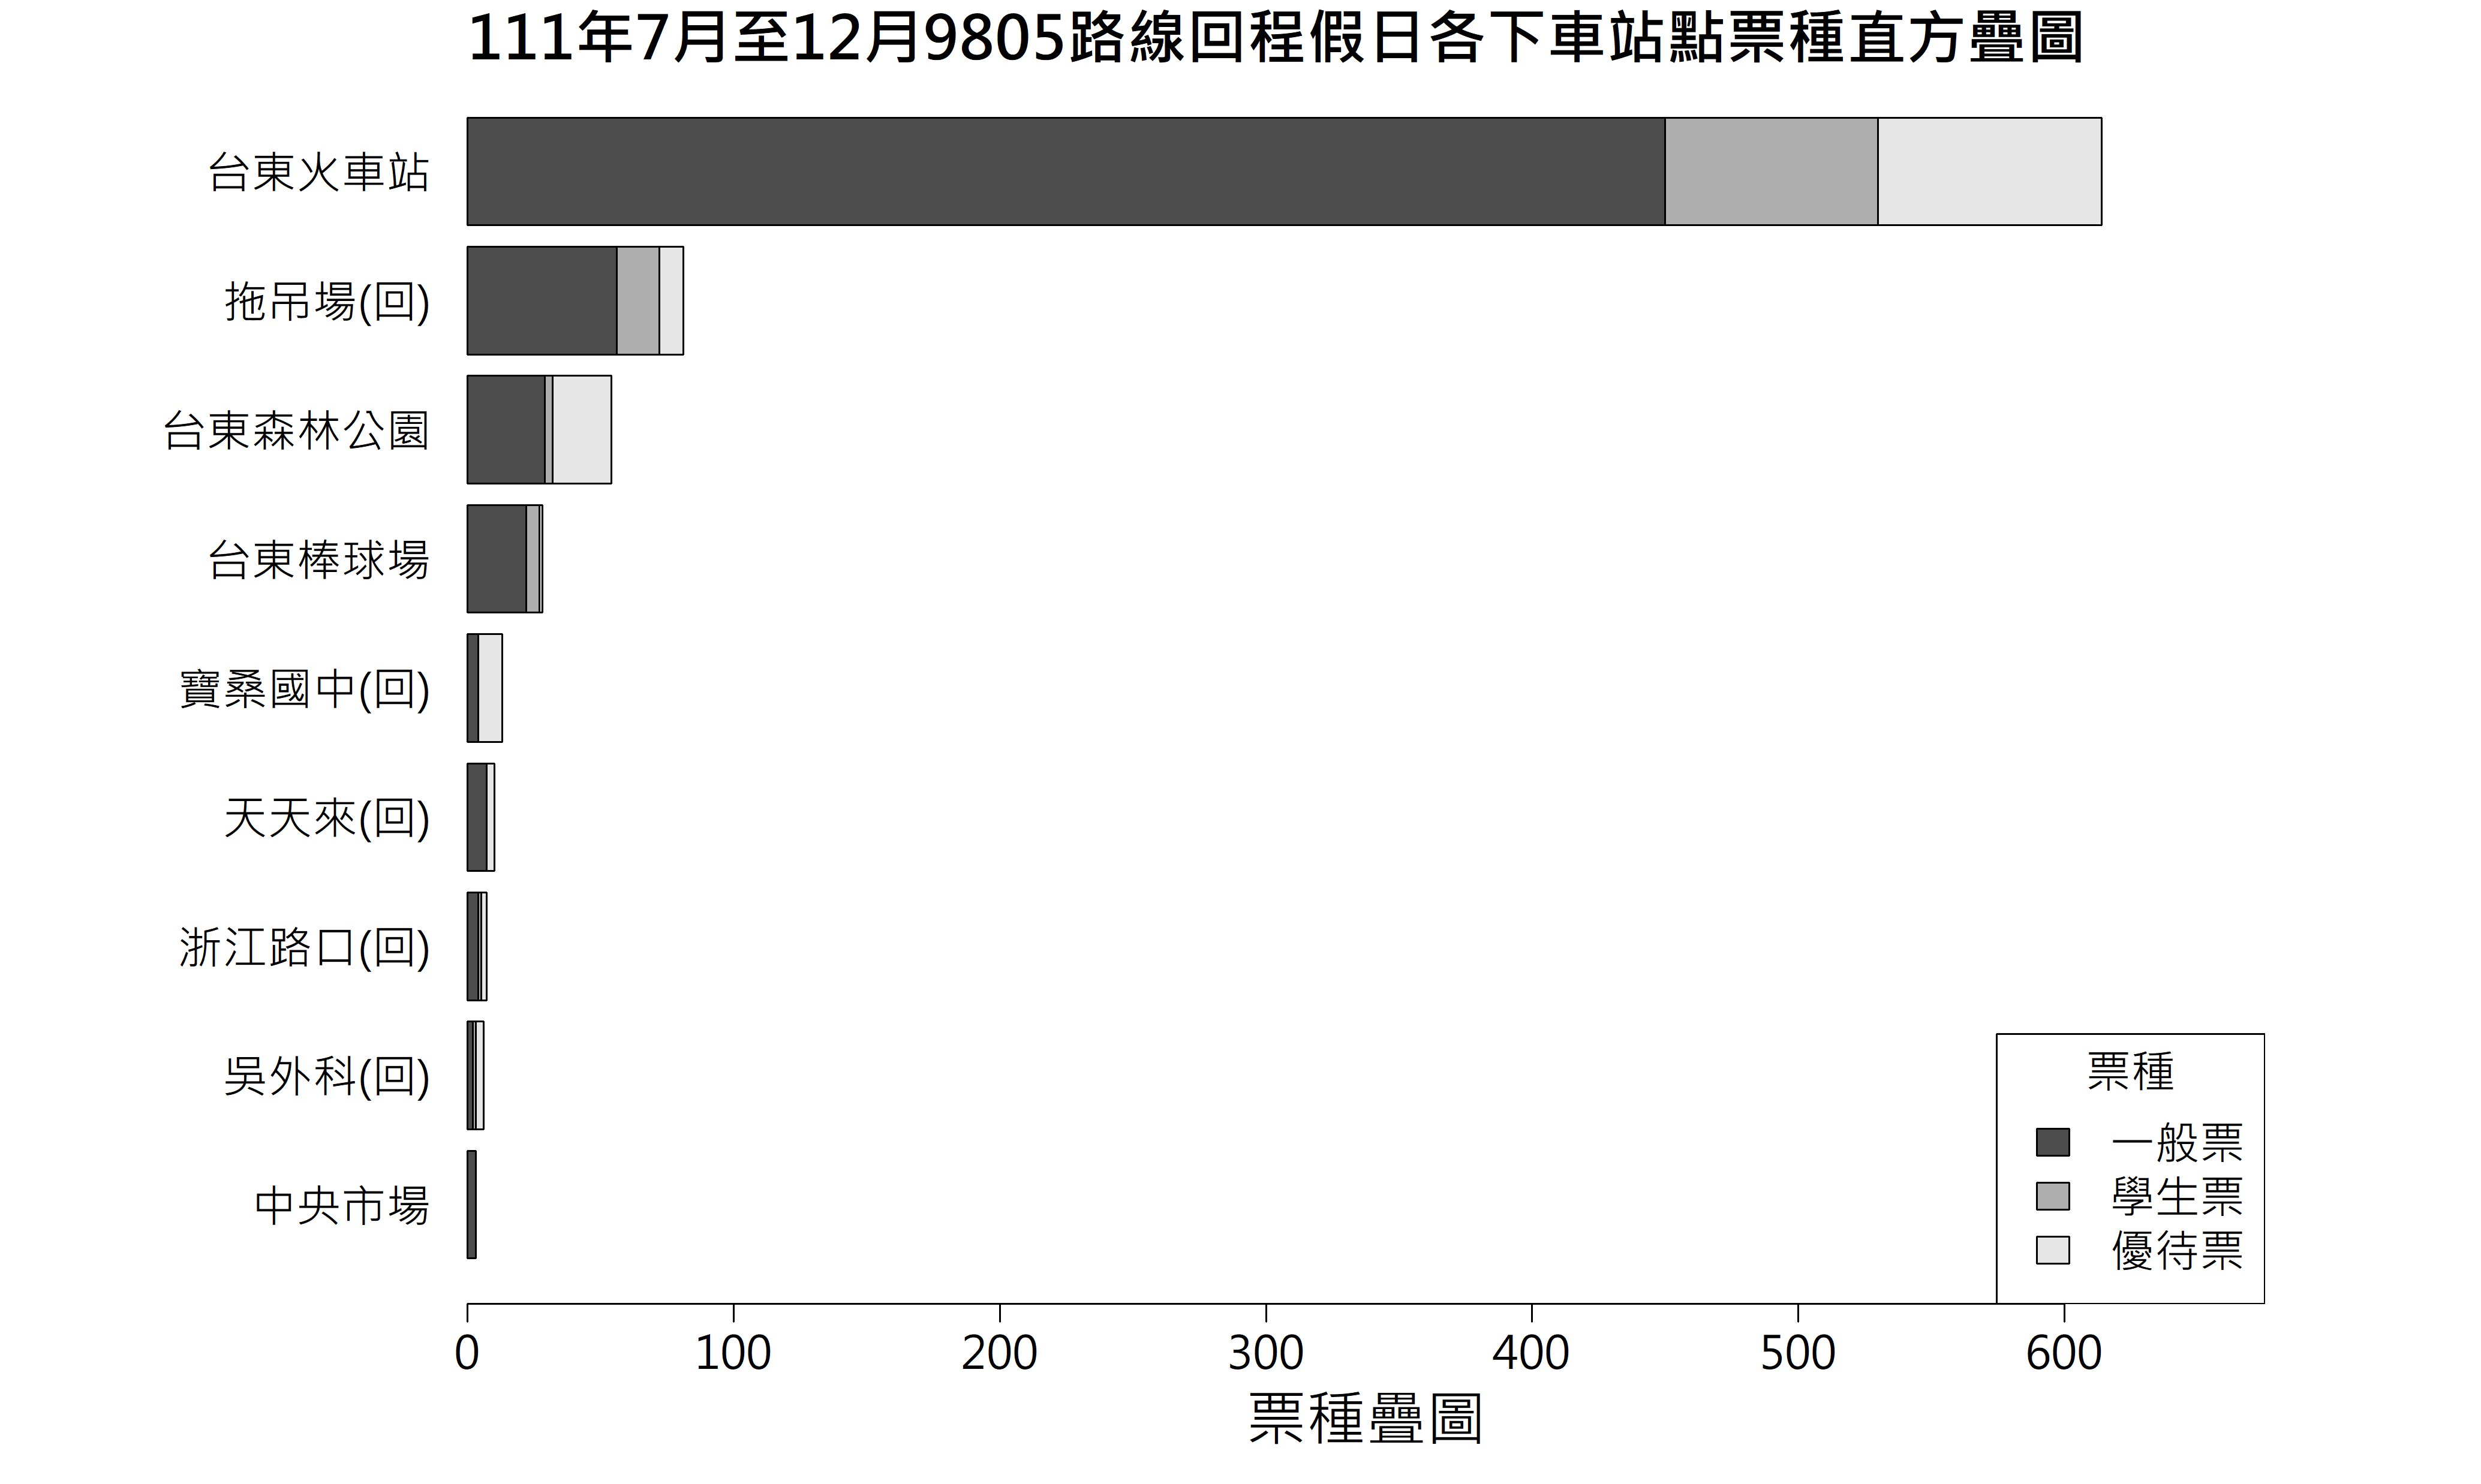 111年7月至12月9805路線回程假日各下車站點票種直方疊圖
台東火車站
拖吊場(回)
台東森林公園
台東棒球場
寶桑國中(回)
天天來(回)
浙江路口(回)
吳外科(回)
中央市場
票種
一般票
學生票
優待票
0 100 200 300 400 500 600
票種疊圖